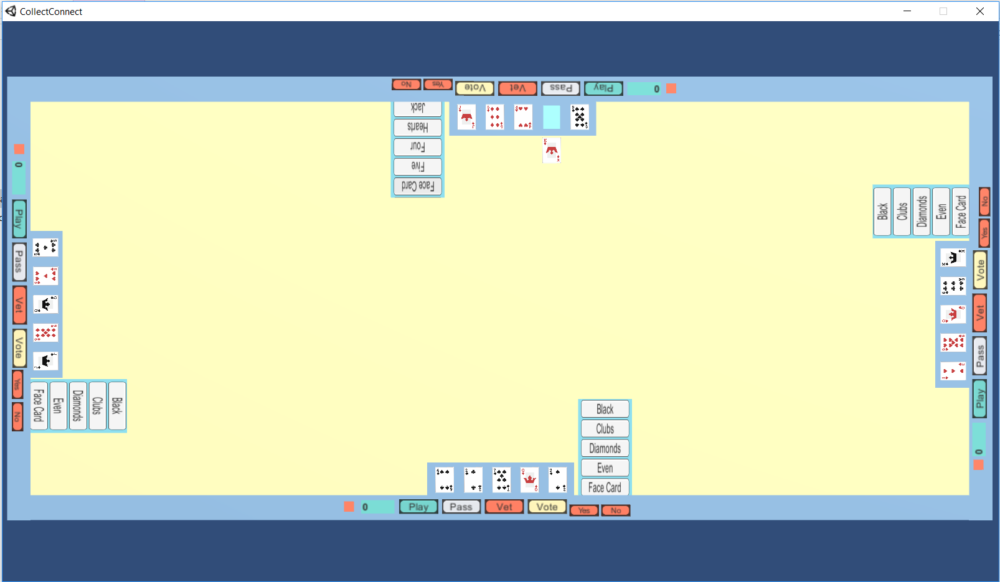 CollectConnect
No Yes Vote Vet Pass Play 0
Jack
Hearts
Four
Five
Face Card
0
Play
Pass
Vet
Vote
Yes
No
Face Card
Even
Diamonds
Clubs
Black
Black
Clubs
Diamonds
Even
Face Card
No
Yes
Vote
Vet
Pass
Play
0
Black
Clubs
Diamonds
Even
Face Card
0 Play Pass Vet Vote Yes No